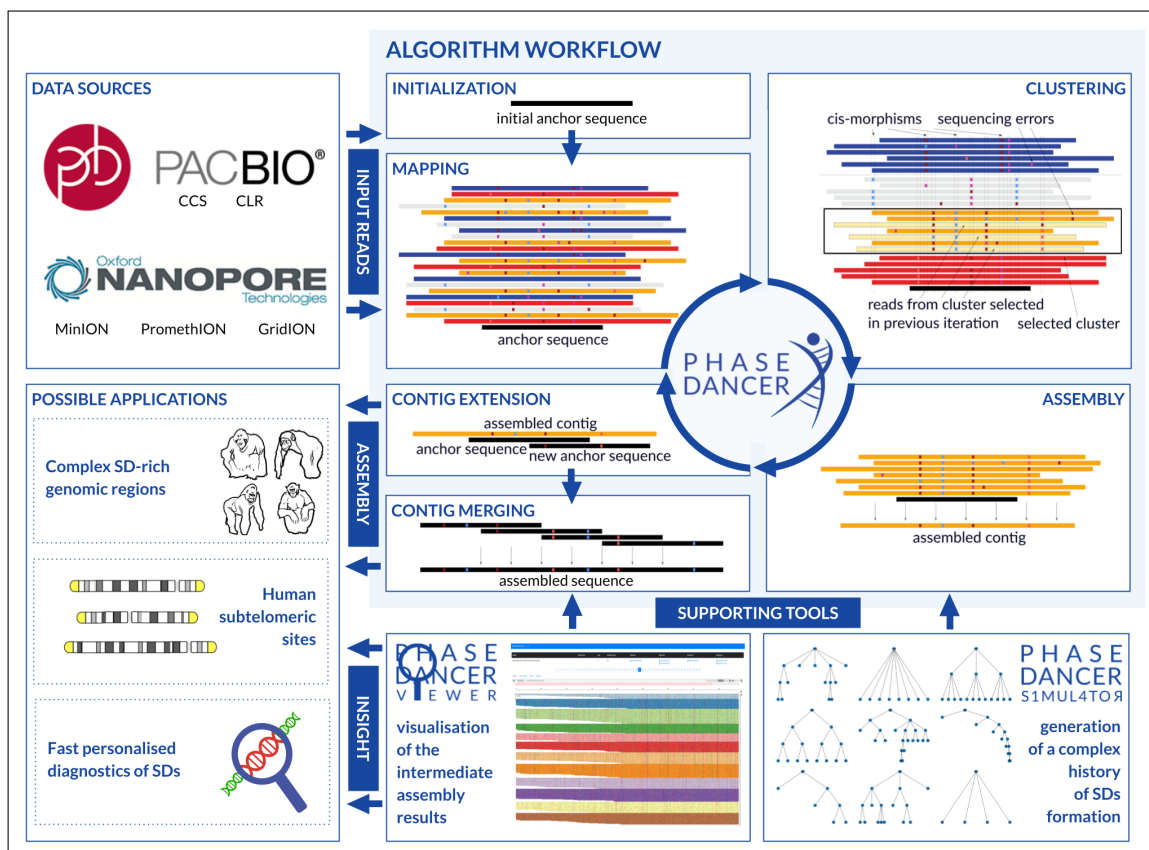 ALGORITHM WORKFLOW
DATA SOURCES
PACBIO®
CCS CLR
Oxford
NANOPORE
Technologies
MinION PromethION GridION
INPUT READS
INITIALIZATION
initial anchor sequence
MAPPING
anchor sequence
CLUSTERING
cis-morphisms sequencing errors
reads from cluster selected
in previous iteration
selected cluster
PHASE
DANCER
POSSIBLE APPLICATIONS
Complex SD-rich
genomic regions
Human
subtelomeric
sites
Fast personalised
diagnostics of SDs
ASSEMBLY
CONTIG EXTENSION
assembled contig
anchor sequence
new anchor sequence
CONTIG MERGING
assembled sequence
ASSEMBLY
assembled contig
SUPPORTING TOOLS
INSIGHT
PHASE
DANCER
VIEWER
visualisation
of the
intermediate
assembly
results
PHASE
DANCER
S1MUL4TOЯ
generation
of a complex
history
of SDs
formation